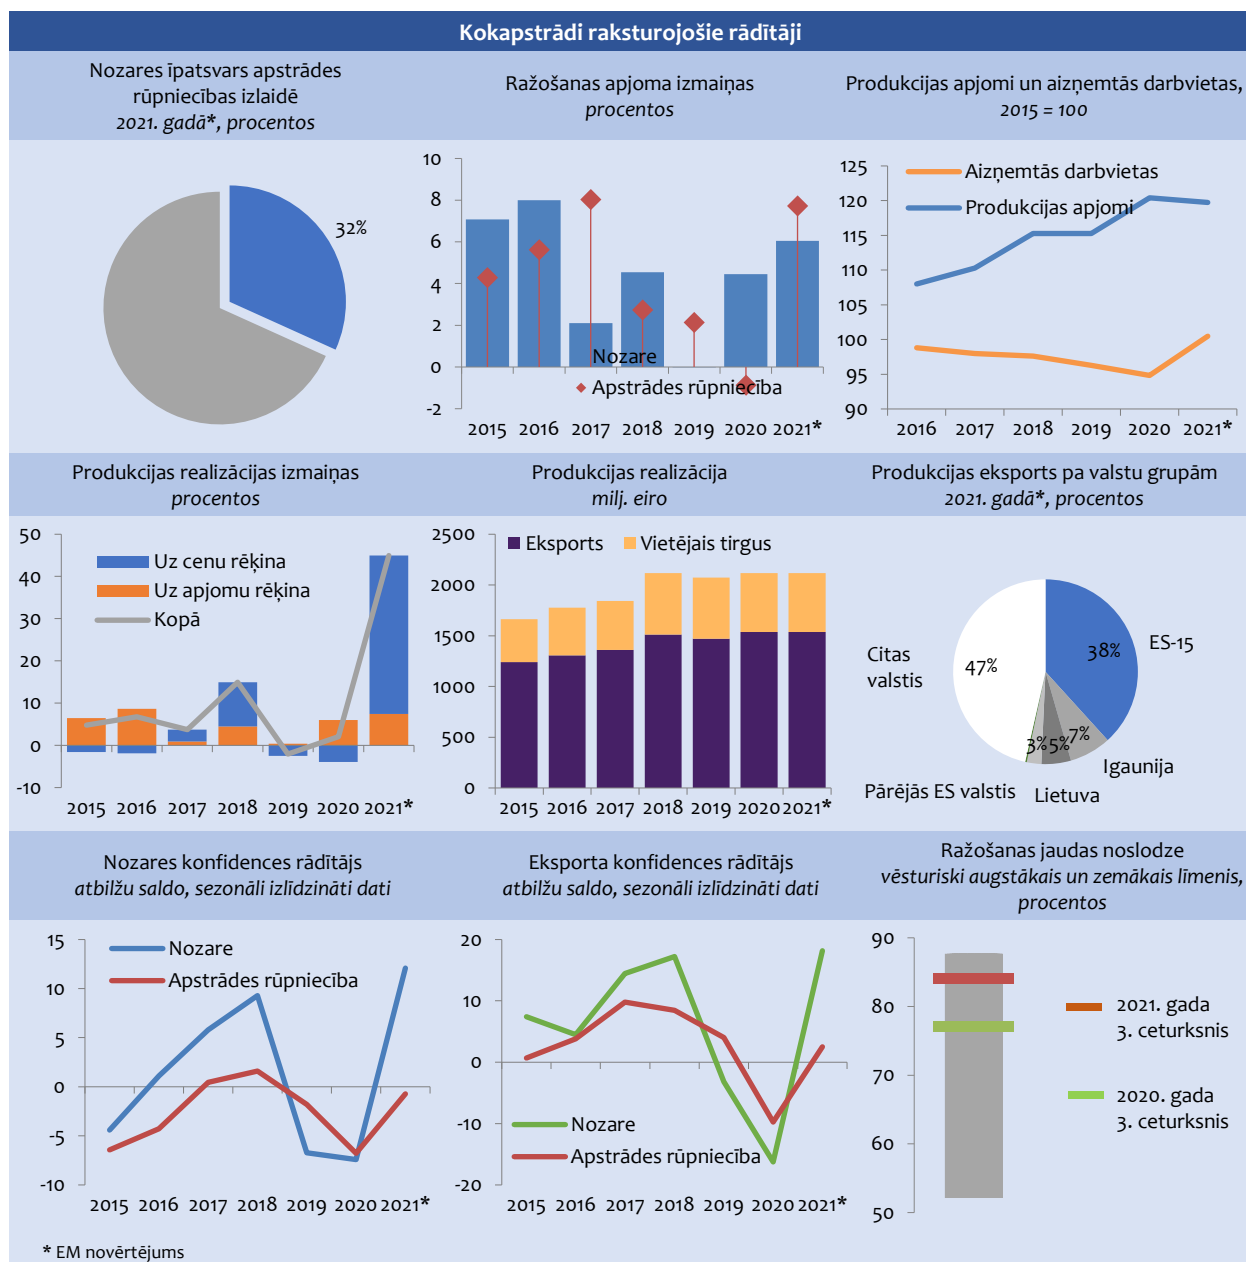 Kokapstrādi raksturojošie rādītāji
Nozares īpatsvars apstrādes
rūpniecības izlaidē
2021. gadā*, procentos
32%
Ražošanas apjoma izmaiņas
procentos
10
8
6
4
2
0
-2
Nozare
Apstrādes rūpniecība
2015 2016 2017 2018 2019 2020 2021*
Produkcijas apjomi un aizņemtās darbvietas,
2015 = 100
125
120
115
110
105
100
95
90
Aizņemtās darbvietas
Produkcijas apjomi
2016 2017 2018 2019 2020 2021*
Produkcijas realizācijas izmaiņas
procentos
50
40
30
20
10
0
-10
Uz cenu rēķina
Uz apjomu rēķina
Kopā
2015 2016 2017 2018 2019 2020 2021*
Produkcijas realizācija
milj. eiro
2500
2000
1500
1000
500
0
Eksports Vietējais tirgus
2015 2016 2017 2018 2019 2020 2021*
Produkcijas eksports pa valstu grupām
2021. gadā*, procentos
38%
ES-15
7%
Igaunija
5%
Lietuva
3%
Pārējās ES valstis
47%
Citas
valstis
Nozares konfidences rādītājs
atbilžu saldo, sezonāli izlīdzināti dati
15
10
5
0
-5
-10
Nozare
Apstrādes rūpniecība
2015 2016 2017 2018 2019 2020 2021*
Eksporta konfidences rādītājs
atbilžu saldo, sezonāli izlīdzināti dati
20
10
0
-10
-20
Nozare
Apstrādes rūpniecība
2015 2016 2017 2018 2019 2020 2021*
Ražošanas jaudas noslodze
vēsturiski augstākais un zemākais līmenis,
procentos
90
80
70
60
50
2021. gada
3. ceturksnis
2020. gada
3. ceturksnis
* EM novērtējums